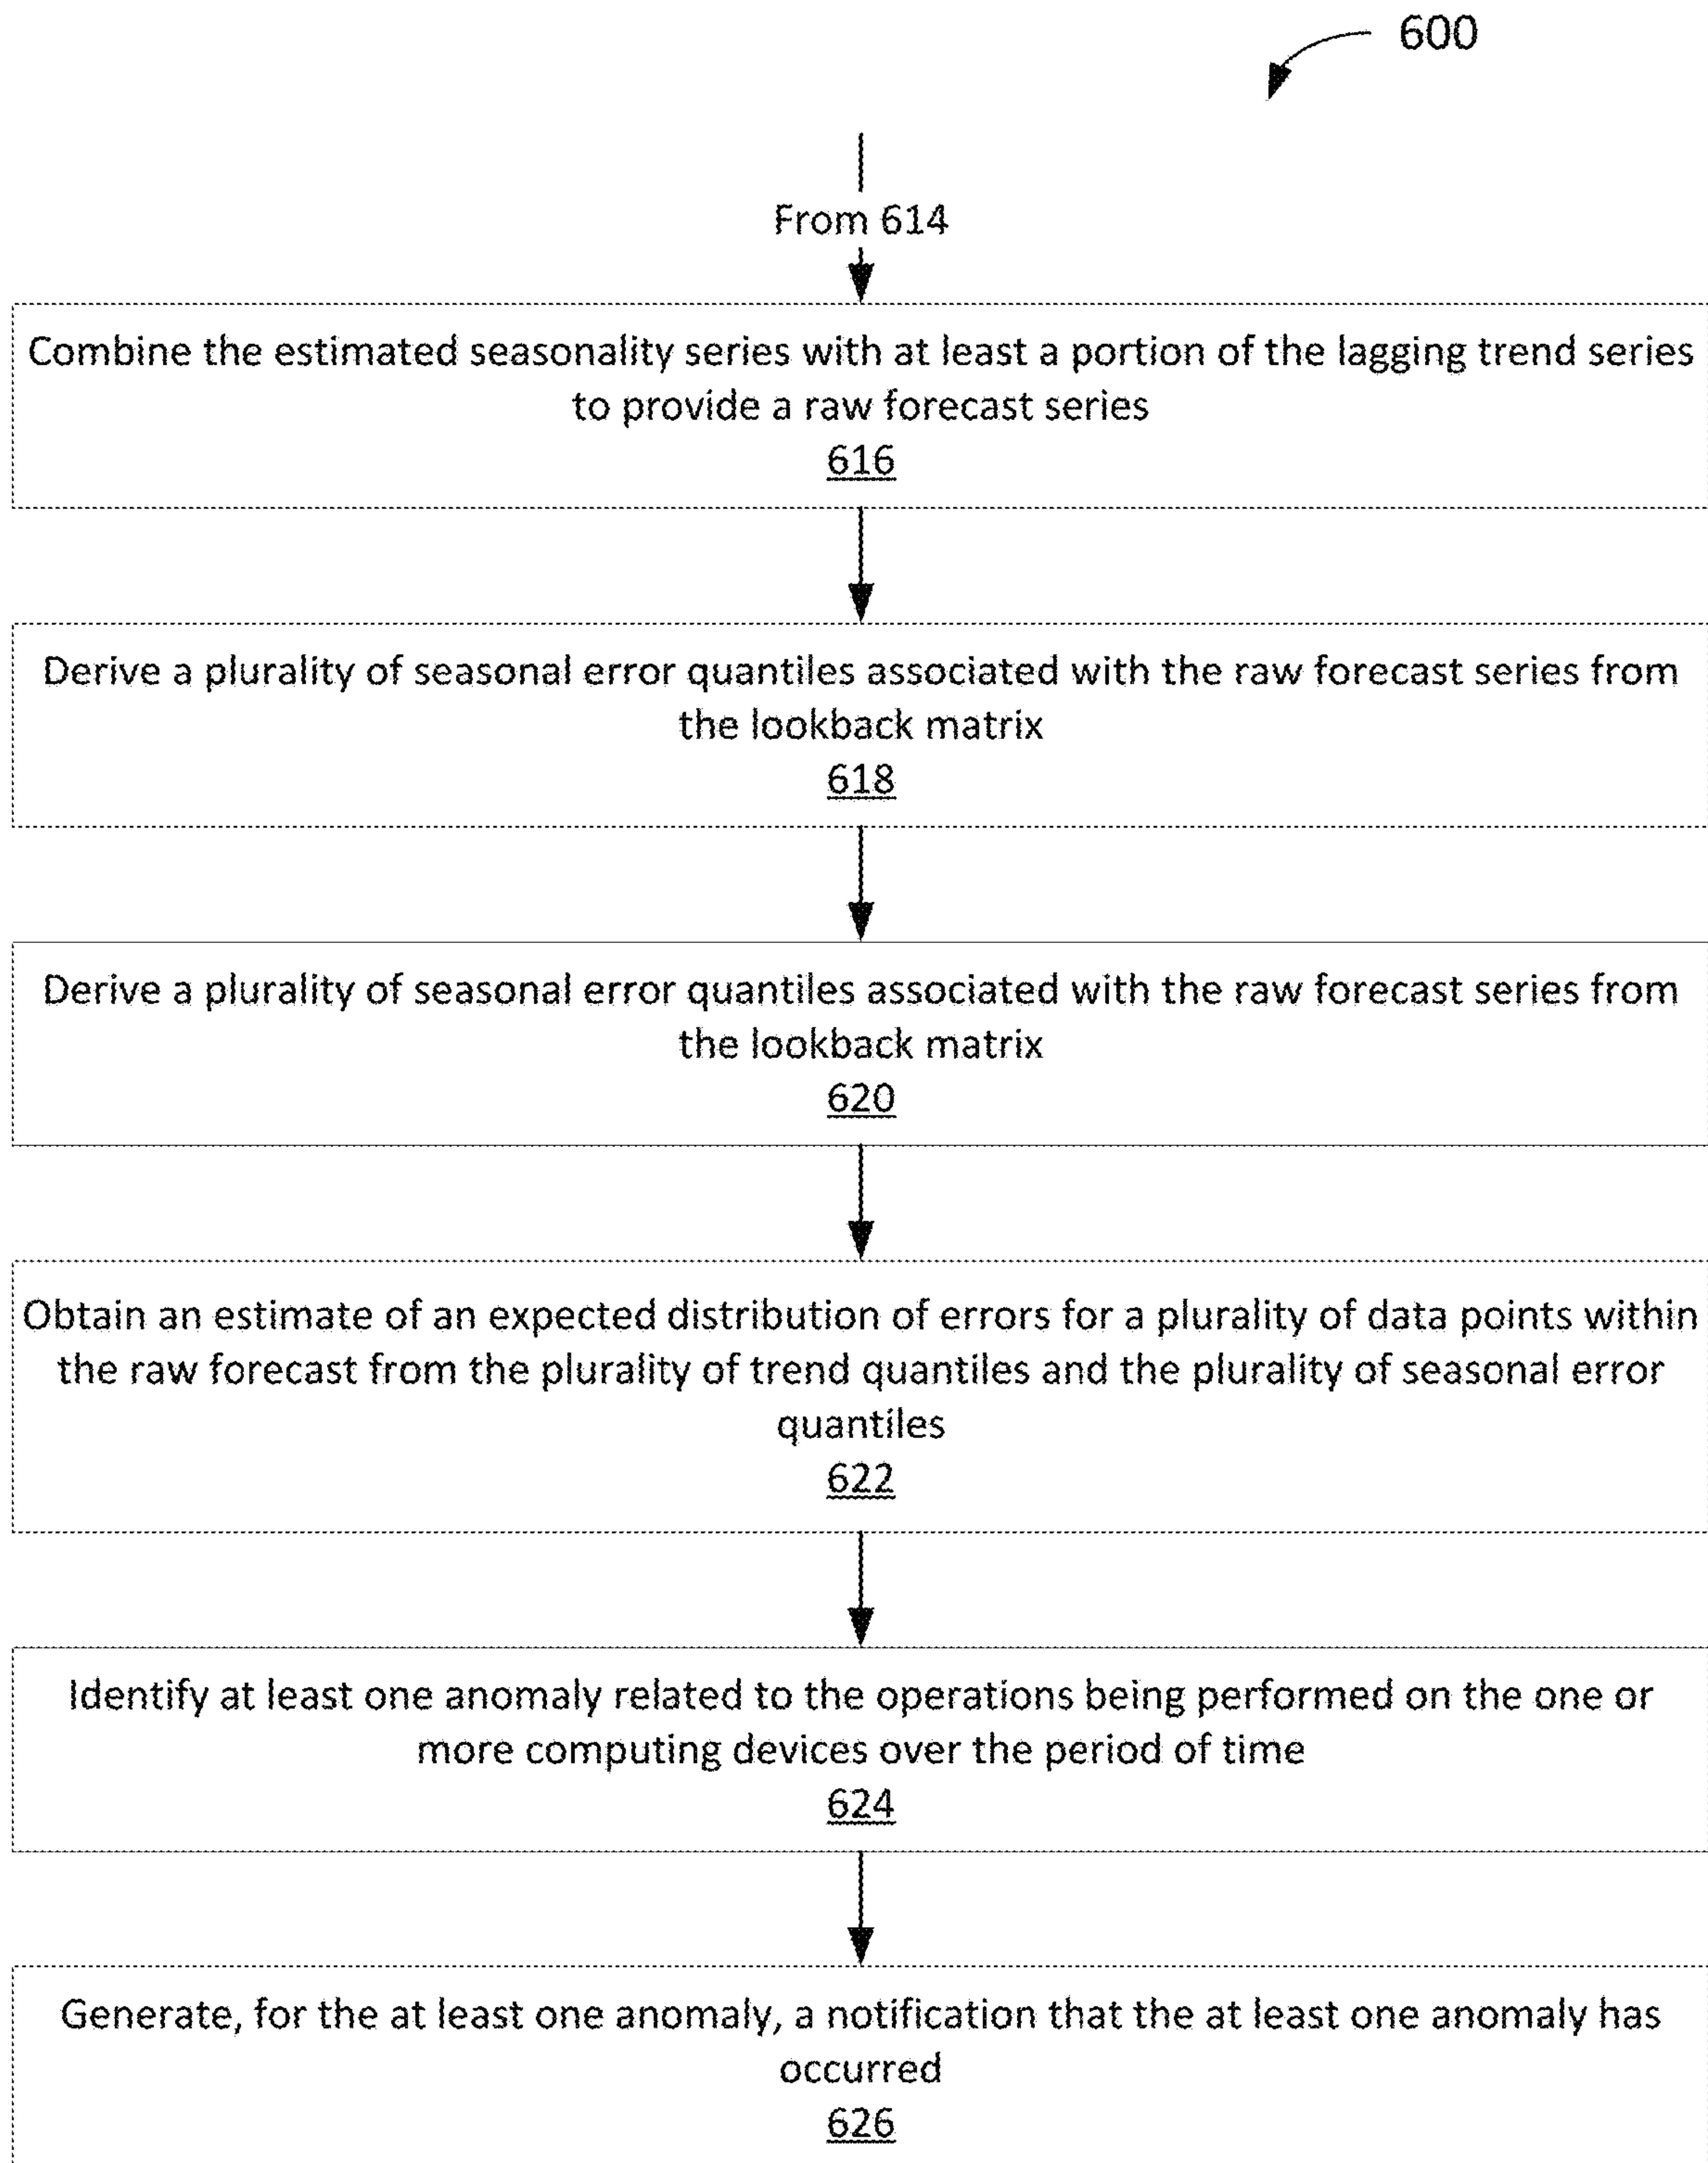 600
From 614
Combine the estimated seasonality series with at least a portion of the lagging trend series
to provide a raw forecast series
616
Derive a plurality of seasonal error quantiles associated with the raw forecast series from
the lookback matrix
618
Derive a plurality of seasonal error quantiles associated with the raw forecast series from
the lookback matrix
620
Obtain an estimate of an expected distribution of errors for a plurality of data points within
the raw forecast from the plurality of trend quantiles and the plurality of seasonal error
quantiles
622
Identify at least one anomaly related to the operations being performed on the one or
more computing devices over the period of time
624
Generate, for the at least one anomaly, a notification that the at least one anomaly has
occurred
626